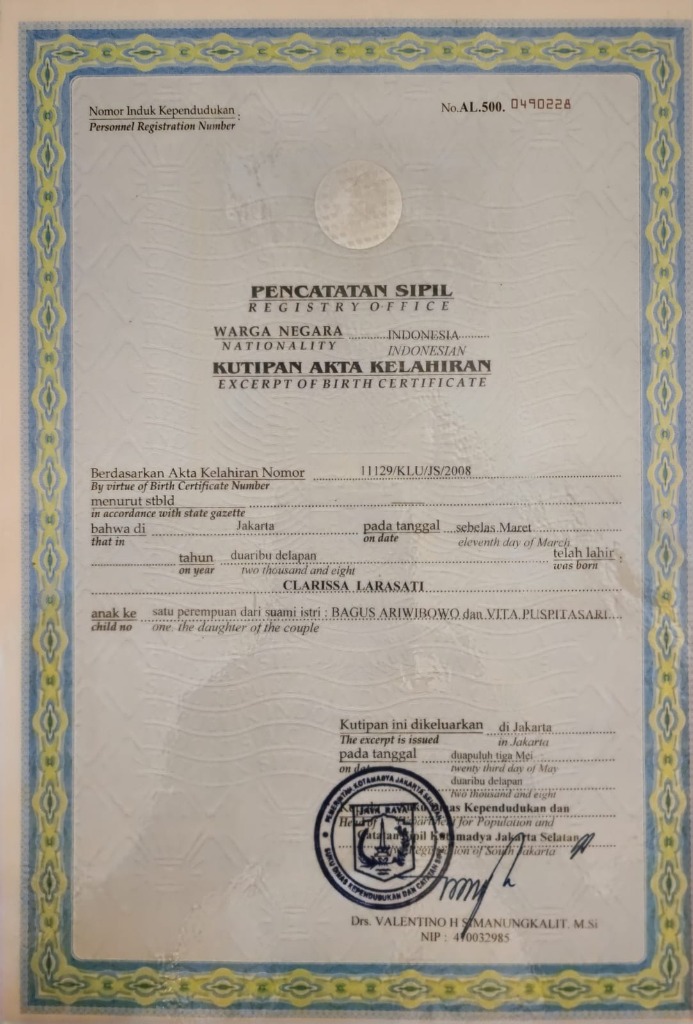 Nomor Induk Kependudukan :
Personnel Registration Number
No.AL.500. 0490228
PENCATATAN SIPIL
REGISTRY OFFICE
WARGA NEGARA INDONESIA
NATIONALITY INDONESIAN
KUTIPAN AKTA KELAHIRAN
EXCERPT OF BIRTH CERTIFICATE
Berdasarkan Akta Kelahiran Nomor 11129/KLU/JS/2008
By virtue of Birth Certificate Number
menurut stbld
in accordance with state gazette
bahwa di Jakarta pada tanggal sebelas Maret
that in on date eleventh day of March
tahun duaribu delapan telah lahir :
on year two thousand and eight was born
CLARISSA LARASATI
anak ke satu perempuan dari suami istri : BAGUS ARIWIBOWO dan VITA PUSPITASARI
child no one the daughter of the couple
Kutipan ini dikeluarkan di Jakarta
The excerpt is issued in Jakarta
pada tanggal duapuluh tiga Mei
on date twenty third day of May
duaribu delapan
two thousand and eight
Dinas Kependudukan dan
Head of for Population and
Catatan Sipil Kotamadya Jakarta Selatan
of South Jakarta
JAYA RAYA
SUKU DINAS KEPENDUDUKAN DAN CATATAN SIPIL
Drs. VALENTINO H SIMANUNGKALIT. M.Si
NIP : 470032985